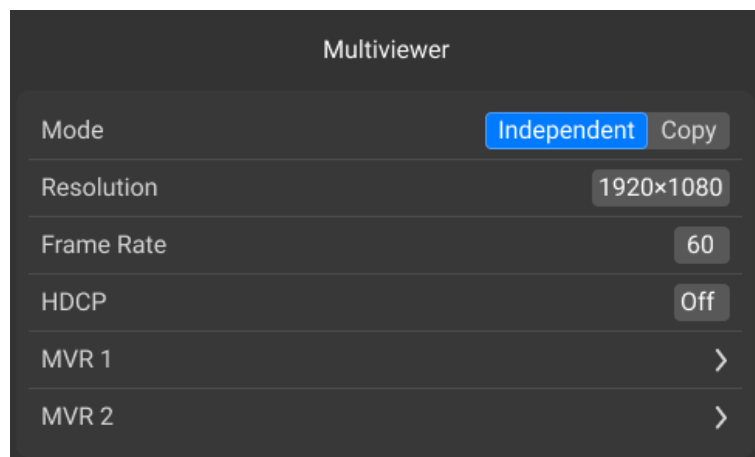 Multiviewer
Mode Independent Copy
Resolution 1920×1080
Frame Rate 60
HDCP Off
MVR 1
MVR 2